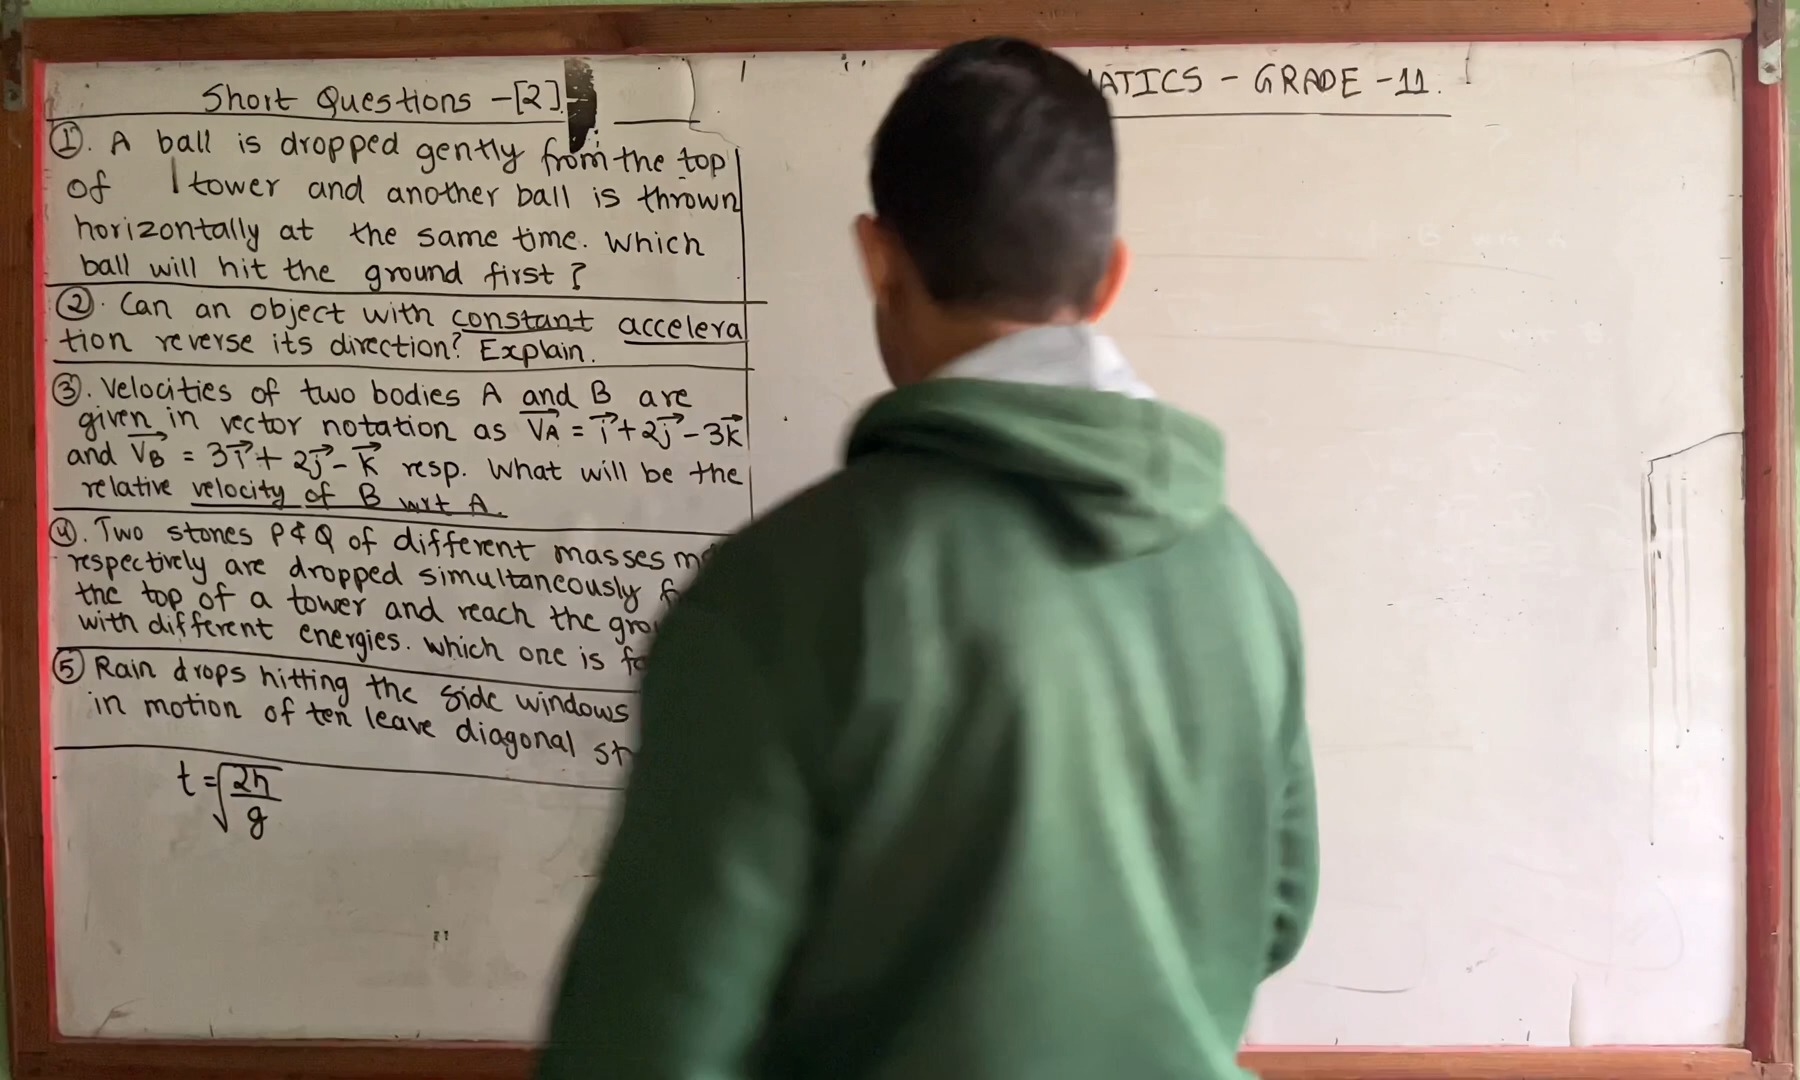 Short Questions -[2]
ATICS - GRADE -11.
①. A ball is dropped gently from the top
of tower and another ball is thrown
horizontally at the same time. Which
ball will hit the ground first?
②. Can an object with constant accelera
tion reverse its direction? Explain.
③. Velocities of two bodies A and B are
given in vector notation as V⃗A = i⃗ + 2j⃗ - 3k⃗
and V⃗B = 3i⃗ + 2j⃗ - k⃗ resp. What will be the
relative velocity of B wrt A.
④. Two stones P & Q of different masses
respectively are dropped simultaneously
the top of a tower and reach the
with different energies. which one is
⑤ Rain drops hitting the side windows
in motion of ten leave diagonal
t = √2h/g